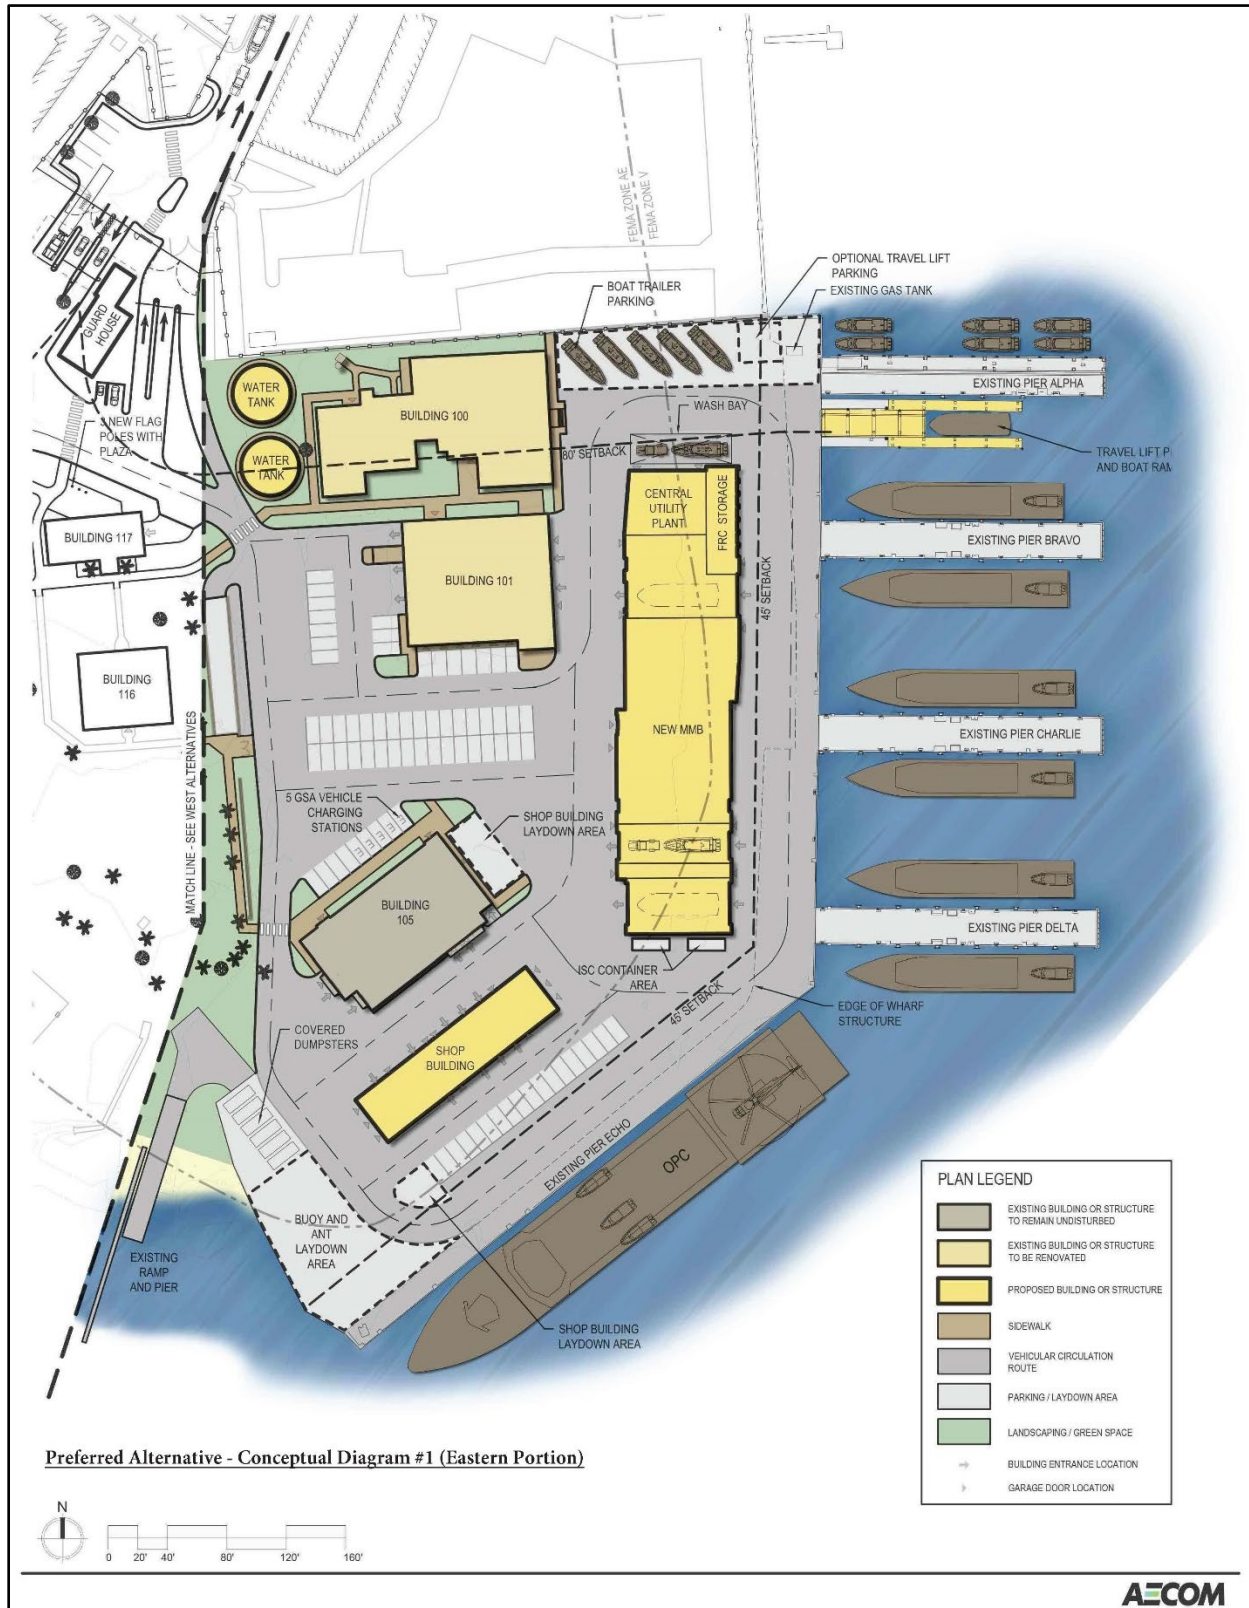 FEMA ZONE AE
FEMA ZONE V
OPTIONAL TRAVEL LIFT
PARKING
EXISTING GAS TANK
BOAT TRAILER
PARKING
GUARD
HOUSE
WATER
TANK
WATER
TANK
BUILDING 100
EXISTING PIER ALPHA
WASH BAY
80' SETBACK
3 NEW FLAG
POLES WITH
PLAZA
TRAVEL LIFT PI
AND BOAT RAM
CENTRAL
UTILITY
PLANT
FRC STORAGE
BUILDING 117
EXISTING PIER BRAVO
BUILDING 101
45' SETBACK
BUILDING
116
MATCH LINE - SEE WEST ALTERNATIVES
NEW MMB
EXISTING PIER CHARLIE
5 GSA VEHICLE
CHARGING
STATIONS
SHOP BUILDING
LAYDOWN AREA
BUILDING
105
EXISTING PIER DELTA
ISC CONTAINER
AREA
45' SETBACK
EDGE OF WHARF
STRUCTURE
COVERED
DUMPSTERS
SHOP
BUILDING
EXISTING PIER ECHO
OPC
BUOY AND
ANT
LAYDOWN
AREA
EXISTING
RAMP
AND PIER
SHOP BUILDING
LAYDOWN AREA
PLAN LEGEND
EXISTING BUILDING OR STRUCTURE
TO REMAIN UNDISTURBED
EXISTING BUILDING OR STRUCTURE
TO BE RENOVATED
PROPOSED BUILDING OR STRUCTURE
SIDEWALK
VEHICULAR CIRCULATION
ROUTE
PARKING / LAYDOWN AREA
LANDSCAPING / GREEN SPACE
BUILDING ENTRANCE LOCATION
GARAGE DOOR LOCATION
Preferred Alternative - Conceptual Diagram #1 (Eastern Portion)
N
0 20' 40' 80' 120' 160'
AECOM